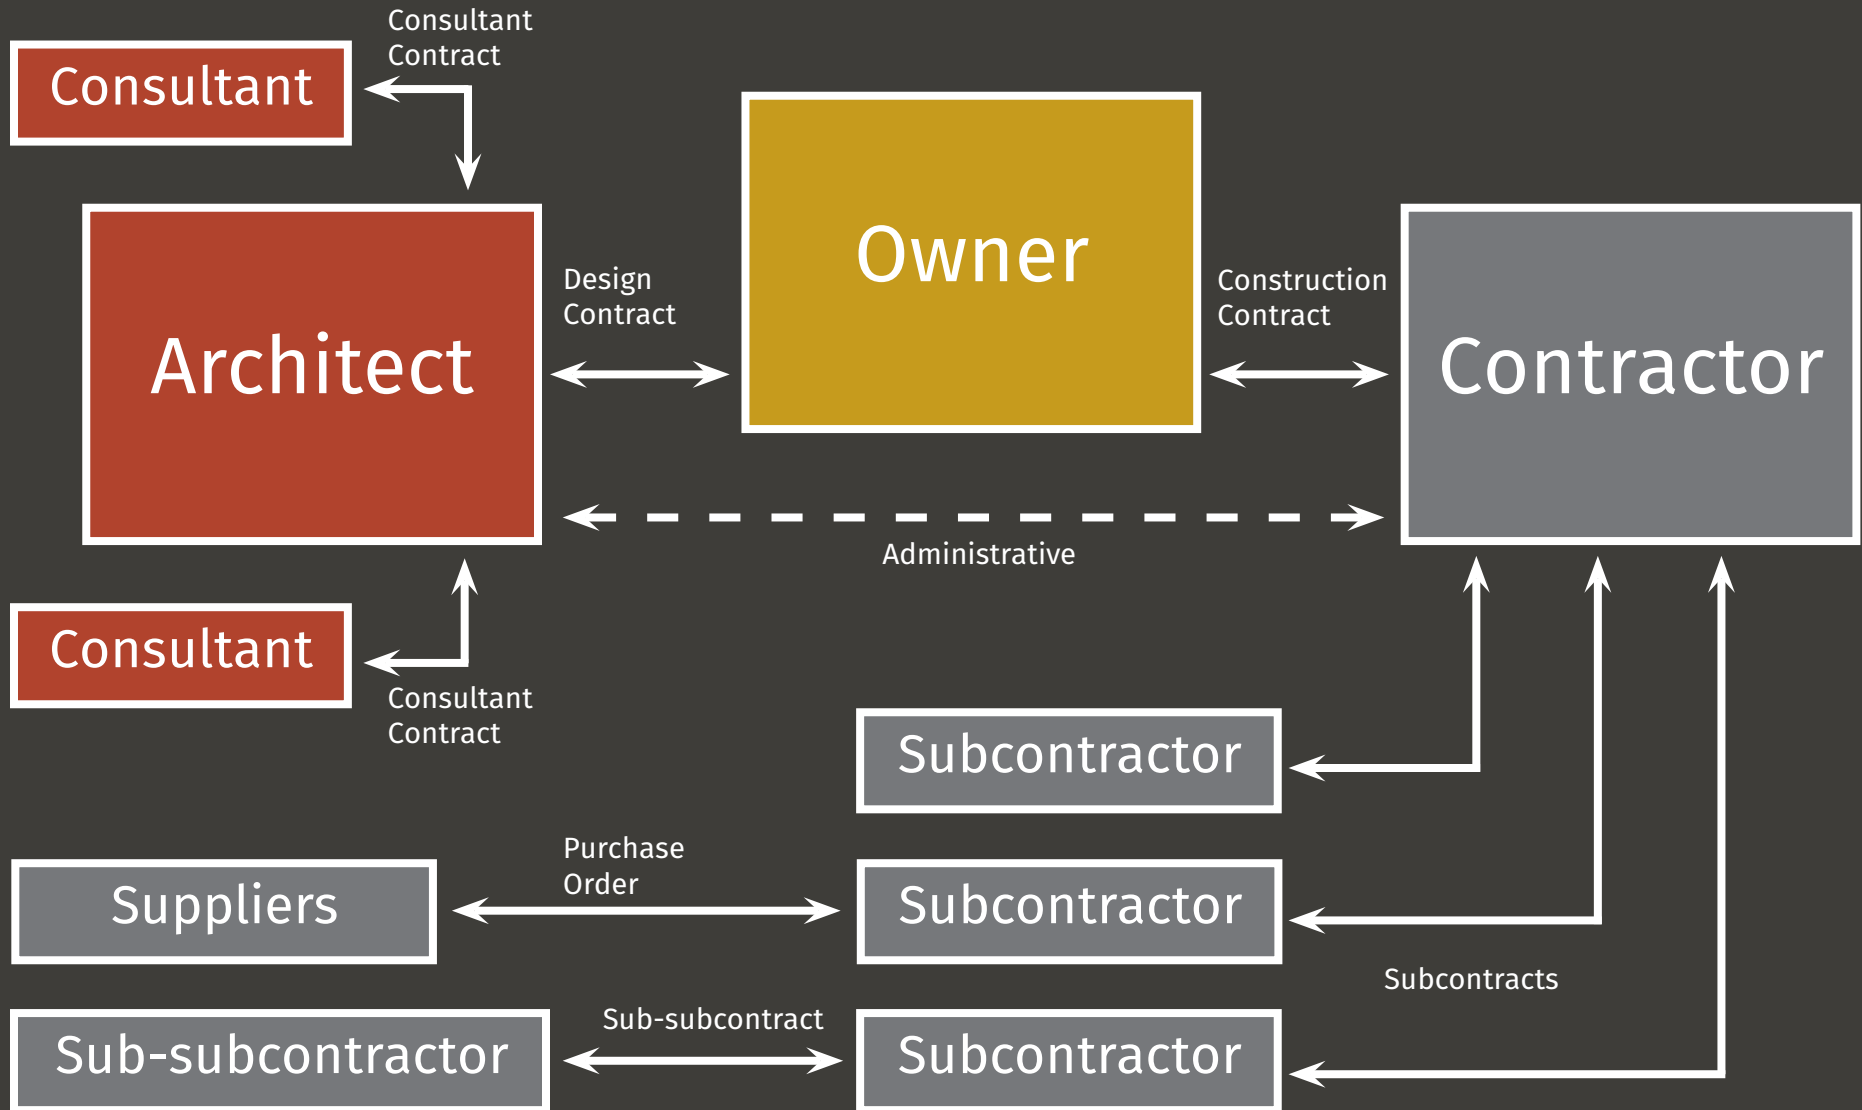 Consultant
Contract
Consultant
Owner
Architect
Design
Contract
Construction
Contract
Contractor
Administrative
Consultant
Consultant
Contract
Subcontractor
Purchase
Order
Suppliers
Subcontractor
Subcontracts
Sub-subcontract
Sub-subcontractor
Subcontractor